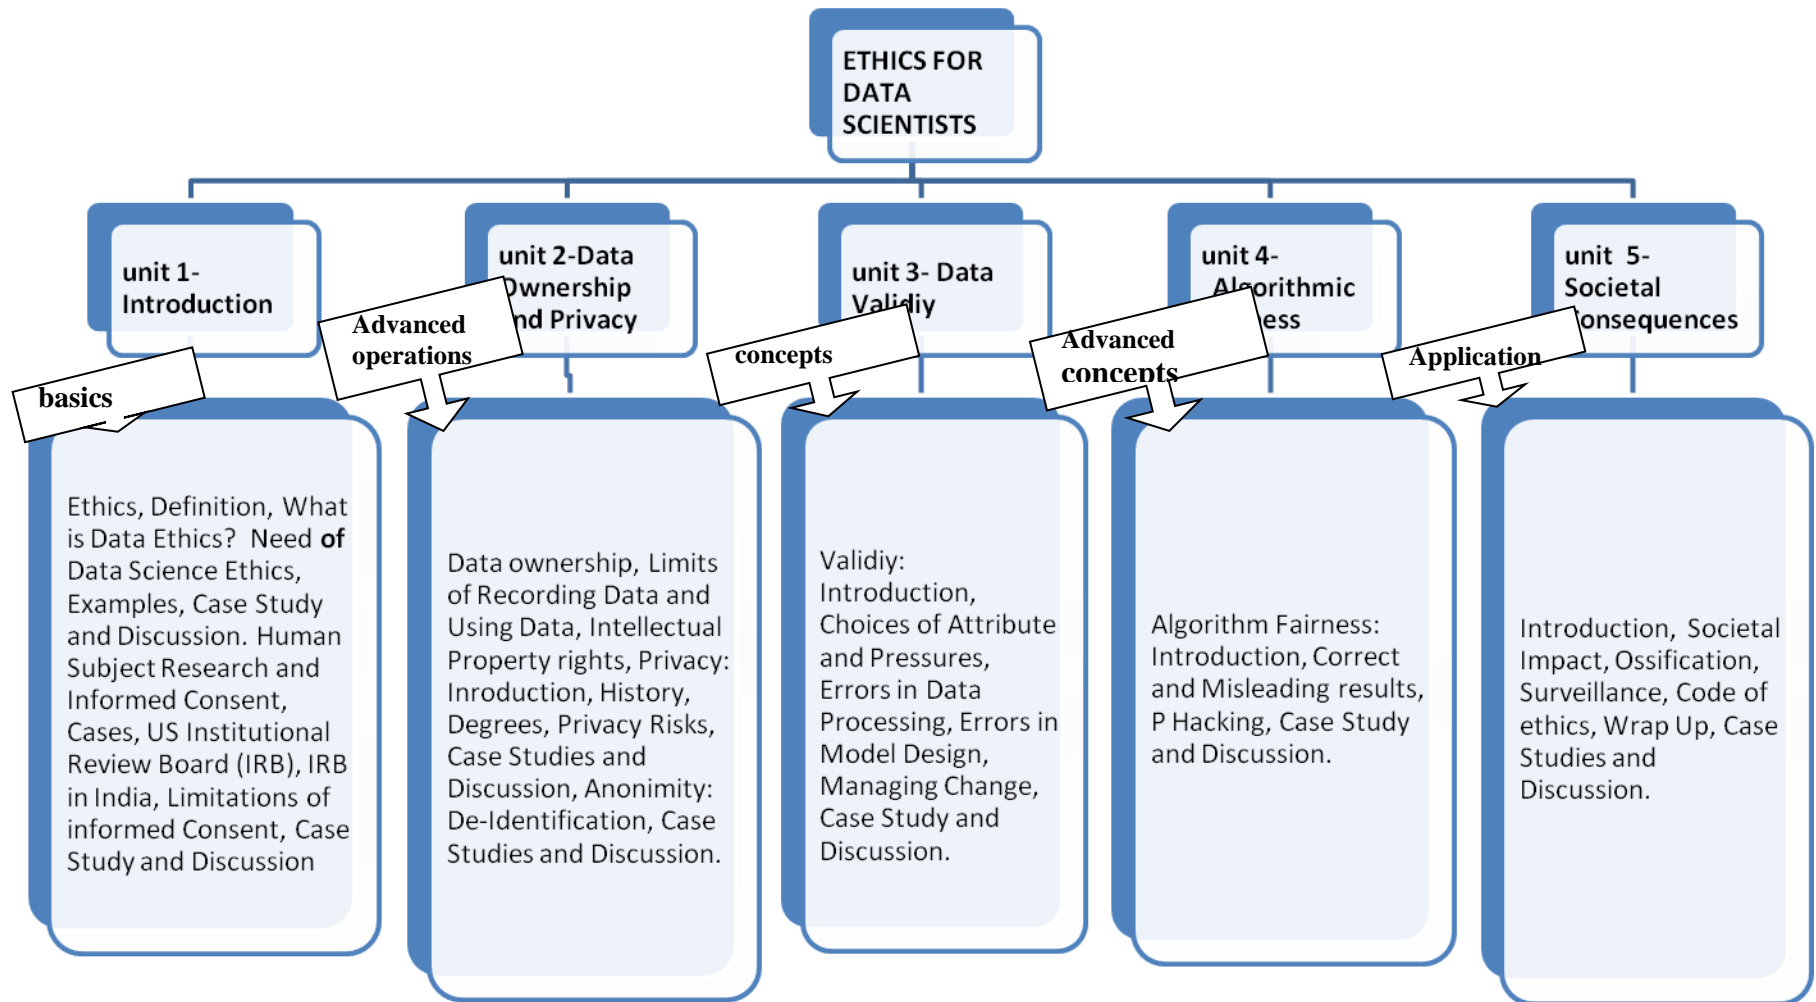 ETHICS FOR
DATA
SCIENTISTS
unit 1-
Introduction
basics
Ethics, Definition, What
is Data Ethics? Need of
Data Science Ethics,
Examples, Case Study
and Discussion. Human
Subject Research and
Informed Consent,
Cases, US Institutional
Review Board (IRB), IRB
in India, Limitations of
informed Consent, Case
Study and Discussion
unit 2-Data
Ownership
and Privacy
Advanced
operations
Data ownership, Limits
of Recording Data and
Using Data, Intellectual
Property rights, Privacy:
Inroduction, History,
Degrees, Privacy Risks,
Case Studies and
Discussion, Anonimity:
De-Identification, Case
Studies and Discussion.
unit 3- Data
Validiy
concepts
Validiy:
Introduction,
Choices of Attribute
and Pressures,
Errors in Data
Processing, Errors in
Model Design,
Managing Change,
Case Study and
Discussion.
unit 4-
Algorithmic
Advanced
concepts
Algorithm Fairness:
Introduction, Correct
and Misleading results,
P Hacking, Case Study
and Discussion.
unit 5-
Societal
Consequences
Application
Introduction, Societal
Impact, Ossification,
Surveillance, Code of
ethics, Wrap Up, Case
Studies and
Discussion.